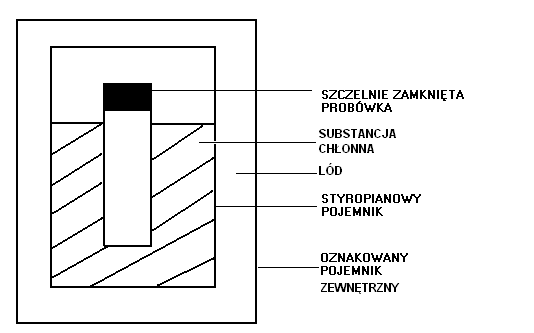 SZCZELNIE ZAMKNIĘTA
PROBÓWKA
SUBSTANCJA
CHŁONNA
LÓD
STYROPIANOWY
POJEMNIK
OZNAKOWANY
POJEMNIK
ZEWNĘTRZNY